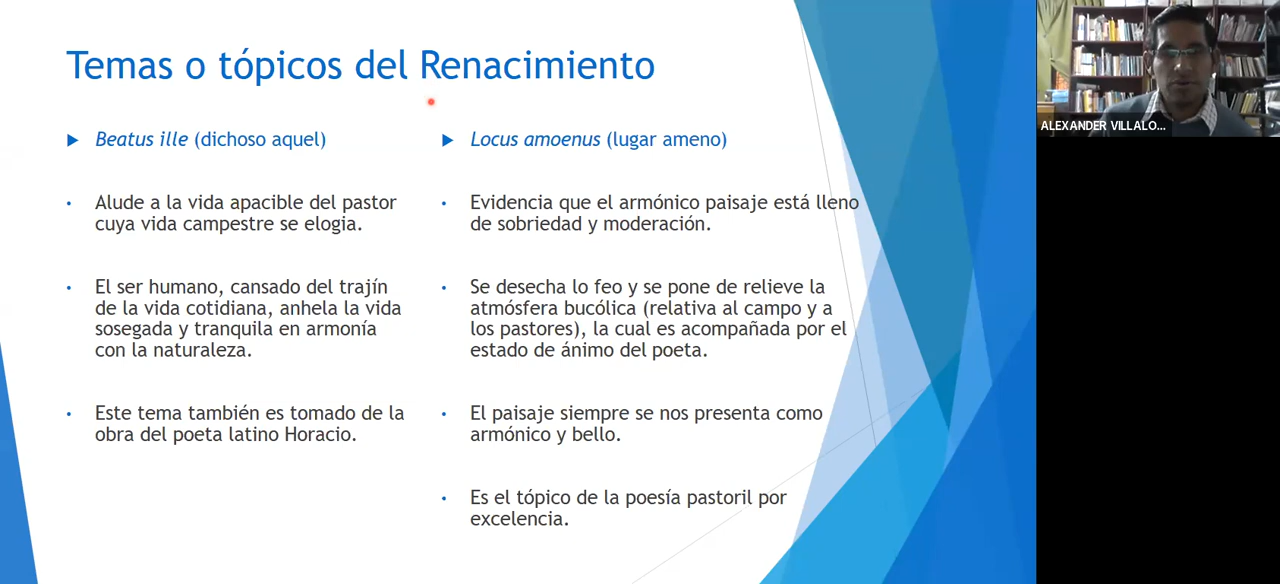 Temas o tópicos del Renacimiento
Beatus ille (dichoso aquel)
Alude a la vida apacible del pastor
cuya vida campestre se elogia.
El ser humano, cansado del trajín
de la vida cotidiana, anhela la vida
sosegada y tranquila en armonía
con la naturaleza.
Este tema también es tomado de la
obra del poeta latino Horacio.
Locus amoenus (lugar ameno)
Evidencia que el armónico paisaje está lleno
de sobriedad y moderación.
Se desecha lo feo y se pone de relieve la
atmósfera bucólica (relativa al campo y a
los pastores), la cual es acompañada por el
estado de ánimo del poeta.
El paisaje siempre se nos presenta como
armónico y bello.
Es el tópico de la poesía pastoril por
excelencia.
ALEXANDER VILLALO...